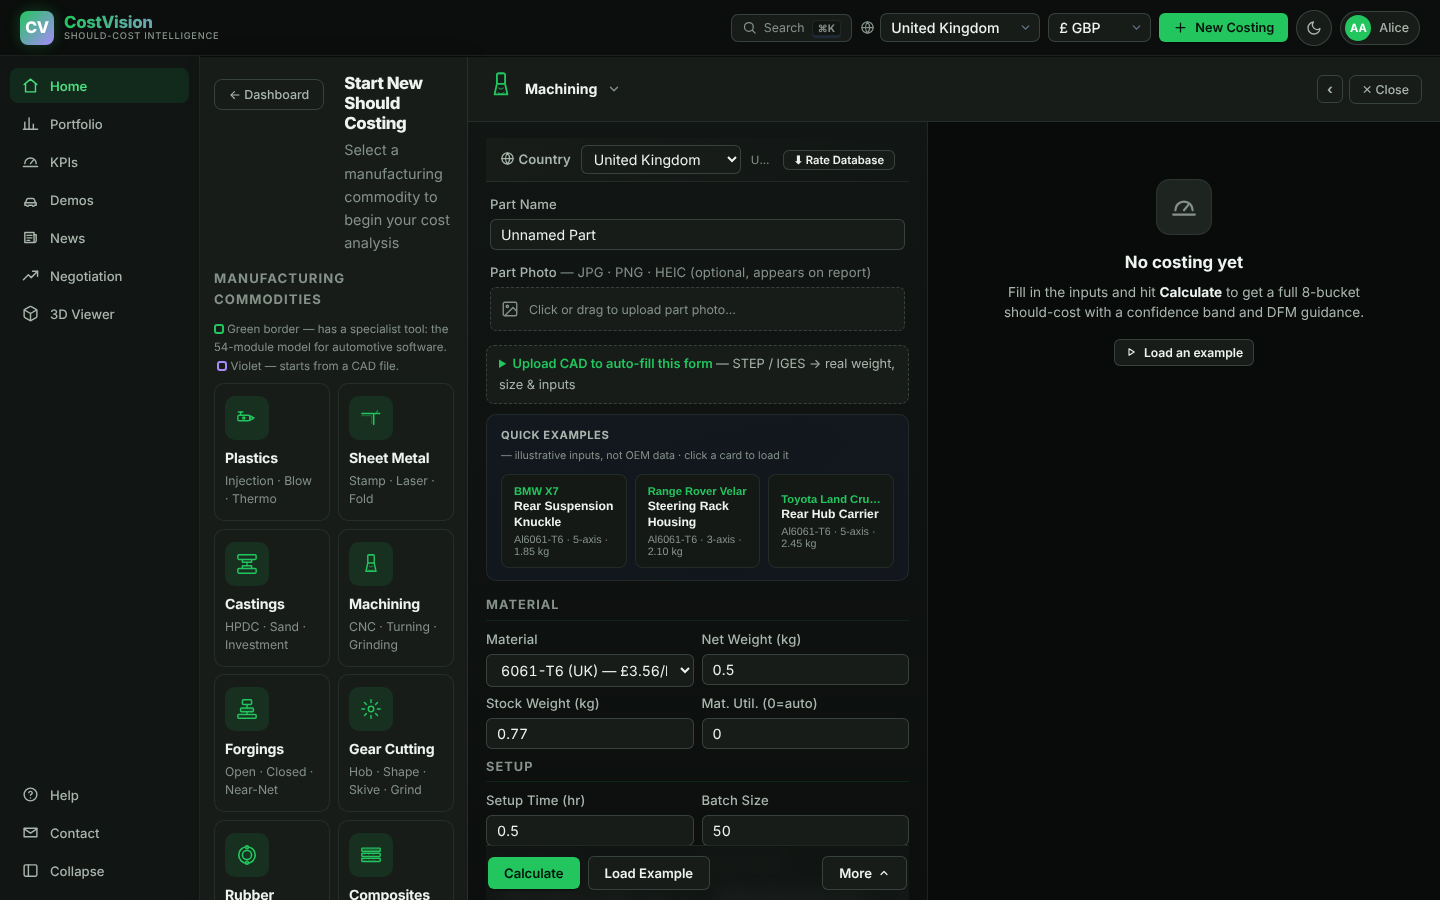 CV CostVision
SHOULD-COST INTELLIGENCE
Search ⌘K
United Kingdom
£ GBP
+ New Costing
AA Alice
Home
Portfolio
KPIs
Demos
News
Negotiation
3D Viewer
Help
Contact
Collapse
← Dashboard
Start New
Should
Costing
Select a
manufacturing
commodity to
begin your cost
analysis
MANUFACTURING
COMMODITIES
Green border — has a specialist tool: the
54-module model for automotive software.
Violet — starts from a CAD file.
Plastics
Injection · Blow
· Thermo
Sheet Metal
Stamp · Laser ·
Fold
Castings
HPDC · Sand ·
Investment
Machining
CNC · Turning ·
Grinding
Forgings
Open · Closed ·
Near-Net
Gear Cutting
Hob · Shape ·
Skive · Grind
Rubber
Composites
Machining
‹
✕ Close
Country
United Kingdom
U...
⬇ Rate Database
Part Name
Unnamed Part
Part Photo — JPG · PNG · HEIC (optional, appears on report)
Click or drag to upload part photo...
▶ Upload CAD to auto-fill this form — STEP / IGES → real weight,
size & inputs
QUICK EXAMPLES
— illustrative inputs, not OEM data · click a card to load it
BMW X7
Rear Suspension
Knuckle
Al6061-T6 · 5-axis ·
1.85 kg
Range Rover Velar
Steering Rack
Housing
Al6061-T6 · 3-axis ·
2.10 kg
Toyota Land Cru...
Rear Hub Carrier
Al6061-T6 · 5-axis ·
2.45 kg
MATERIAL
Material
6061-T6 (UK) — £3.56/
Net Weight (kg)
0.5
Stock Weight (kg)
0.77
Mat. Util. (0=auto)
0
SETUP
Setup Time (hr)
0.5
Batch Size
50
Calculate
Load Example
More
No costing yet
Fill in the inputs and hit Calculate to get a full 8-bucket
should-cost with a confidence band and DFM guidance.
Load an example